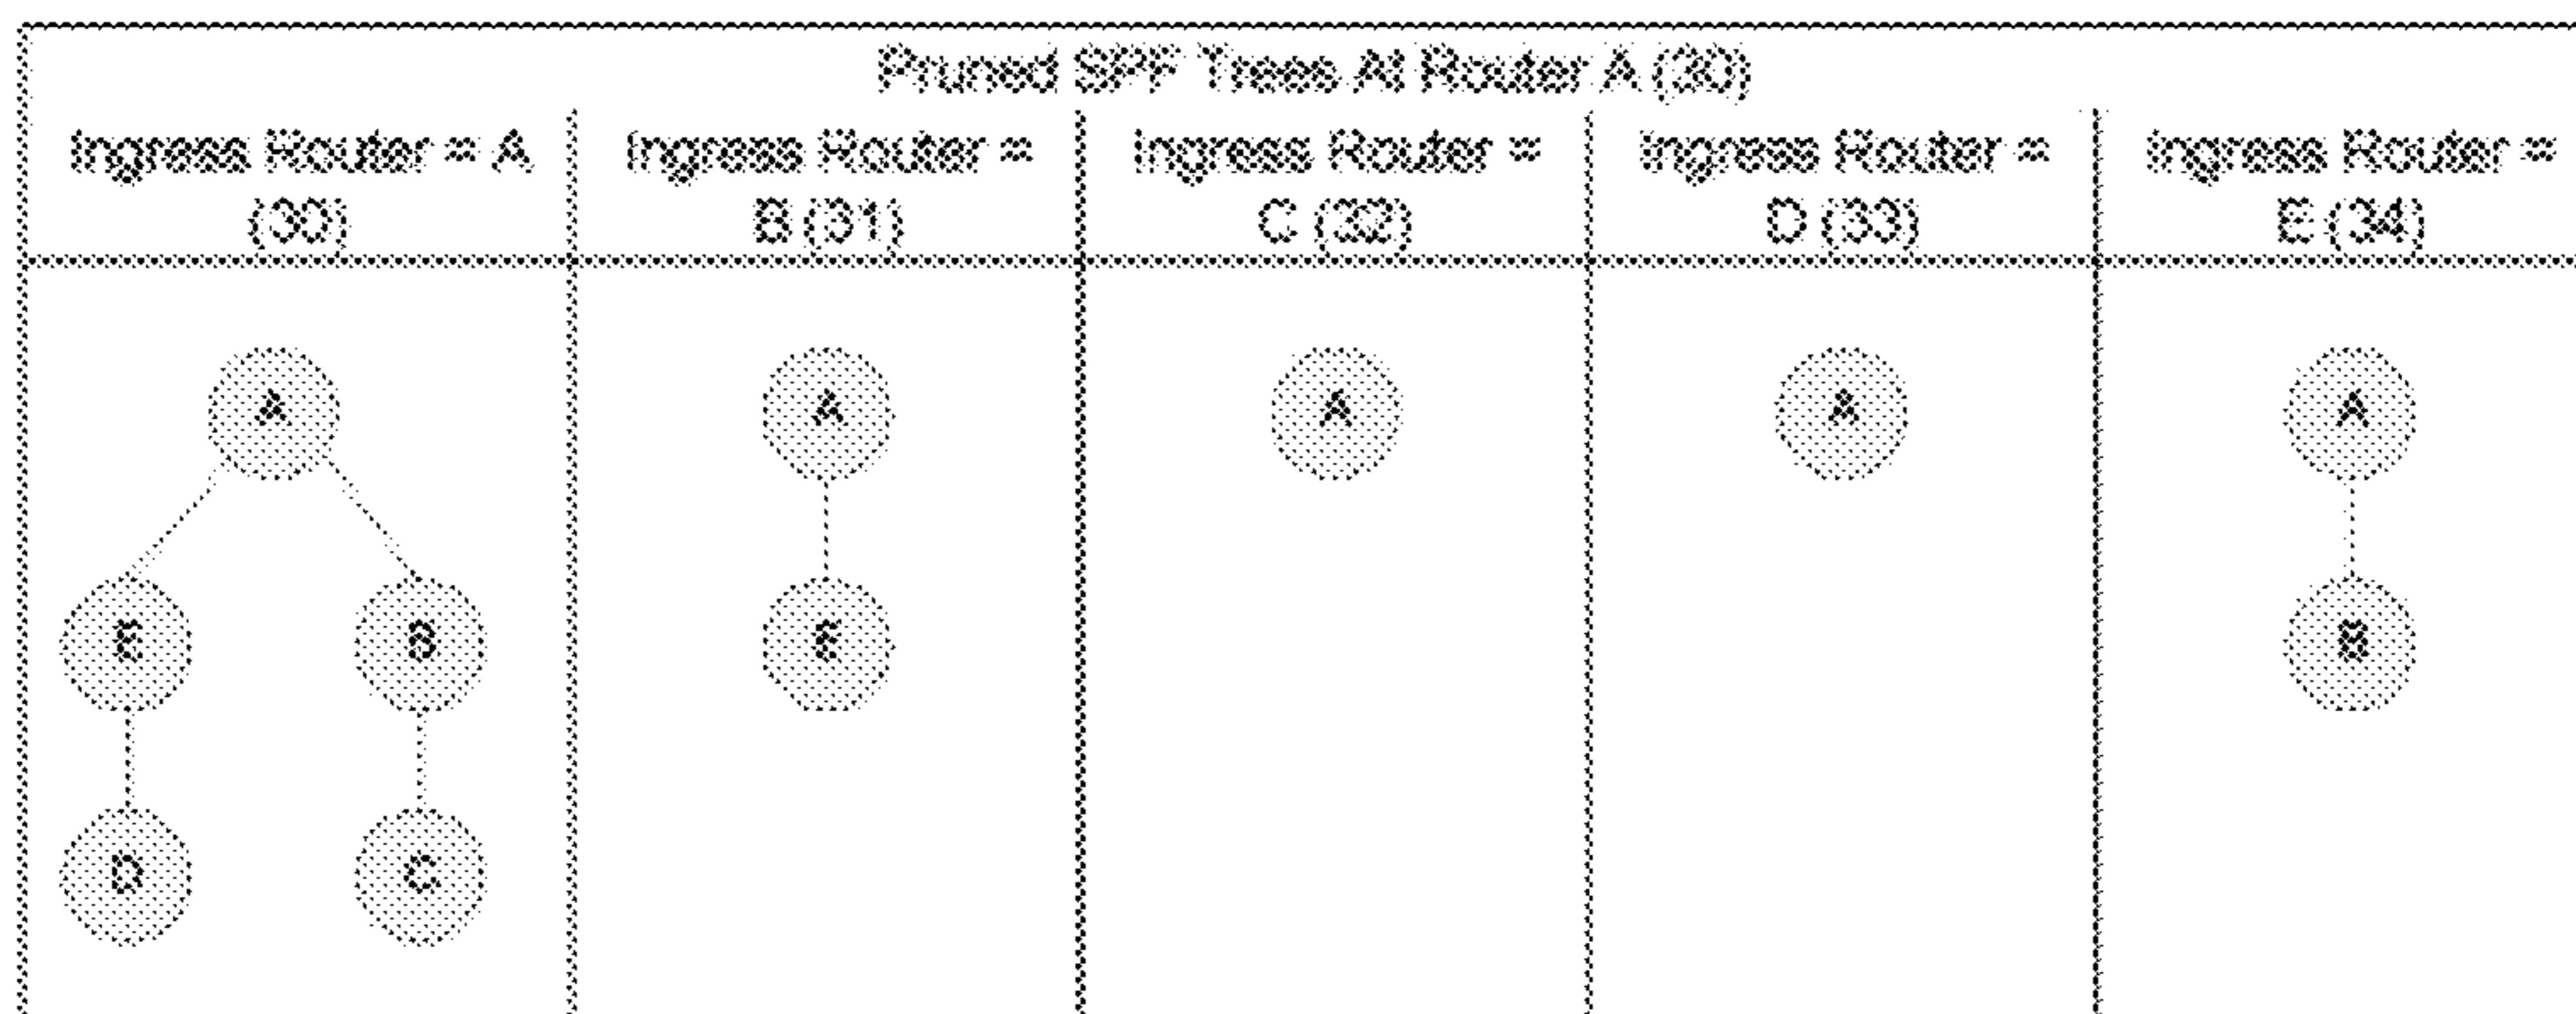 Pruned SPF Trees At Router A (20)
Ingress Router = A
(30)
Ingress Router =
B (31)
Ingress Router =
C (32)
Ingress Router =
D (33)
Ingress Router =
E (34)
A
A
A
A
A
E
B
E
B
D
C